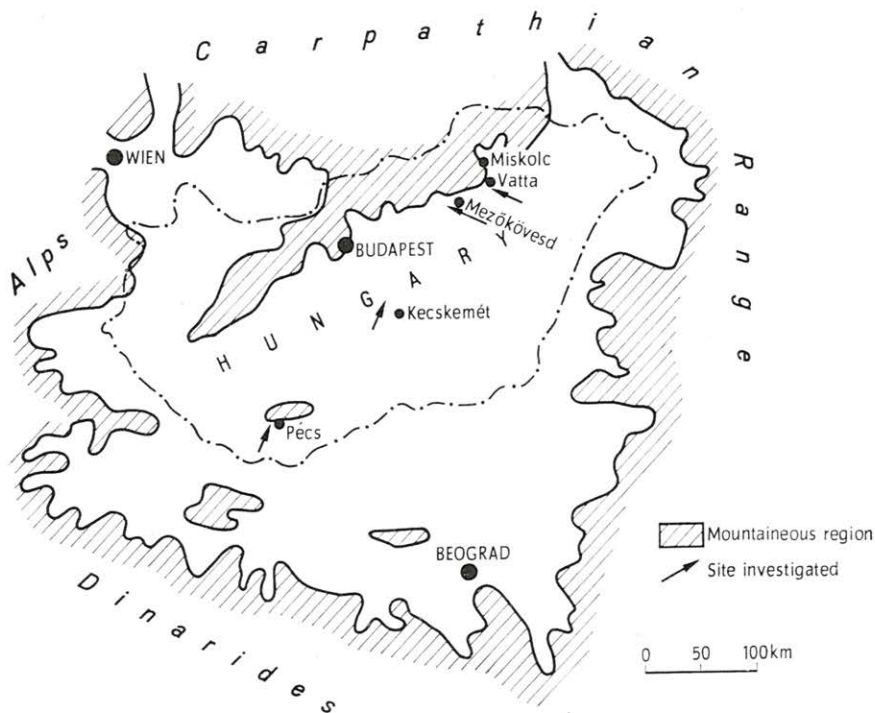 Carpathian
Range
Alps
Dinarides
WIEN
Miskolc
Vatta
Mezőkövesd
BUDAPEST
HUNGARY
Kecskemét
Pécs
BEOGRAD
Mountaineous region
Site investigated
0 50 100km